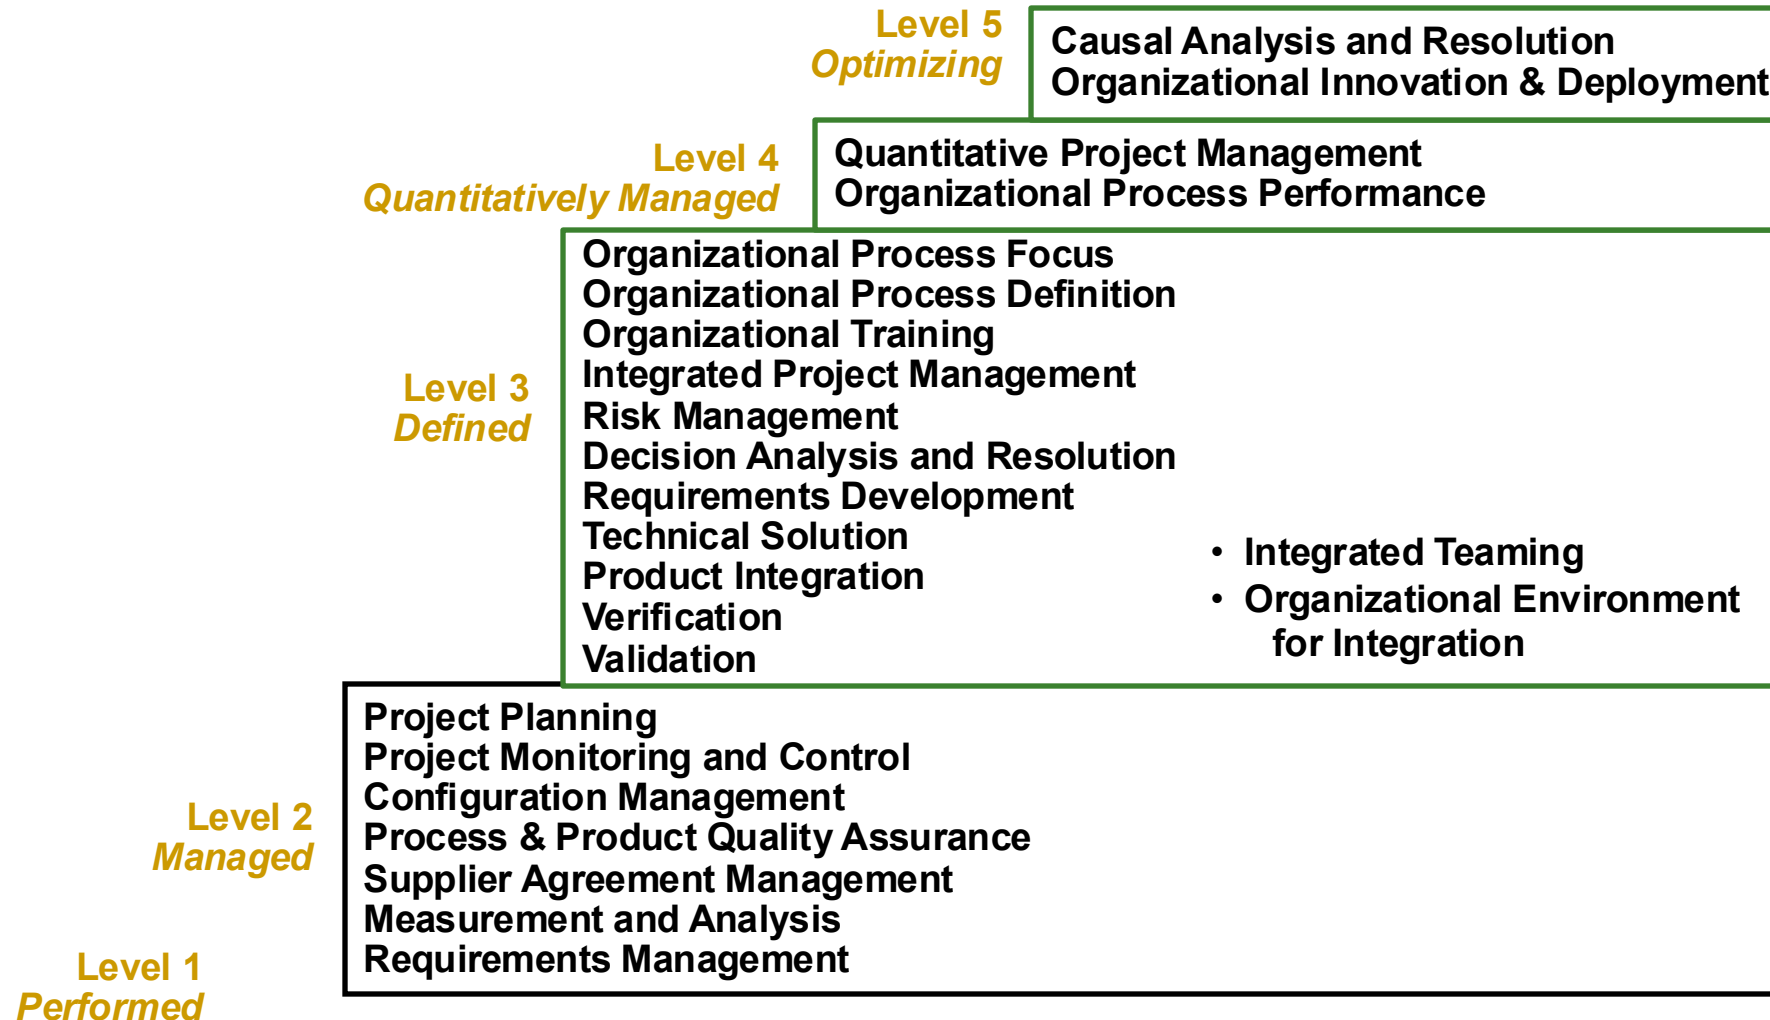 Level 5
Optimizing
Causal Analysis and Resolution
Organizational Innovation & Deployment
Level 4
Quantitatively Managed
Quantitative Project Management
Organizational Process Performance
Level 3
Defined
Organizational Process Focus
Organizational Process Definition
Organizational Training
Integrated Project Management
Risk Management
Decision Analysis and Resolution
Requirements Development
Technical Solution
Product Integration
Verification
Validation
• Integrated Teaming
• Organizational Environment
for Integration
Level 2
Managed
Project Planning
Project Monitoring and Control
Configuration Management
Process & Product Quality Assurance
Supplier Agreement Management
Measurement and Analysis
Requirements Management
Level 1
Performed